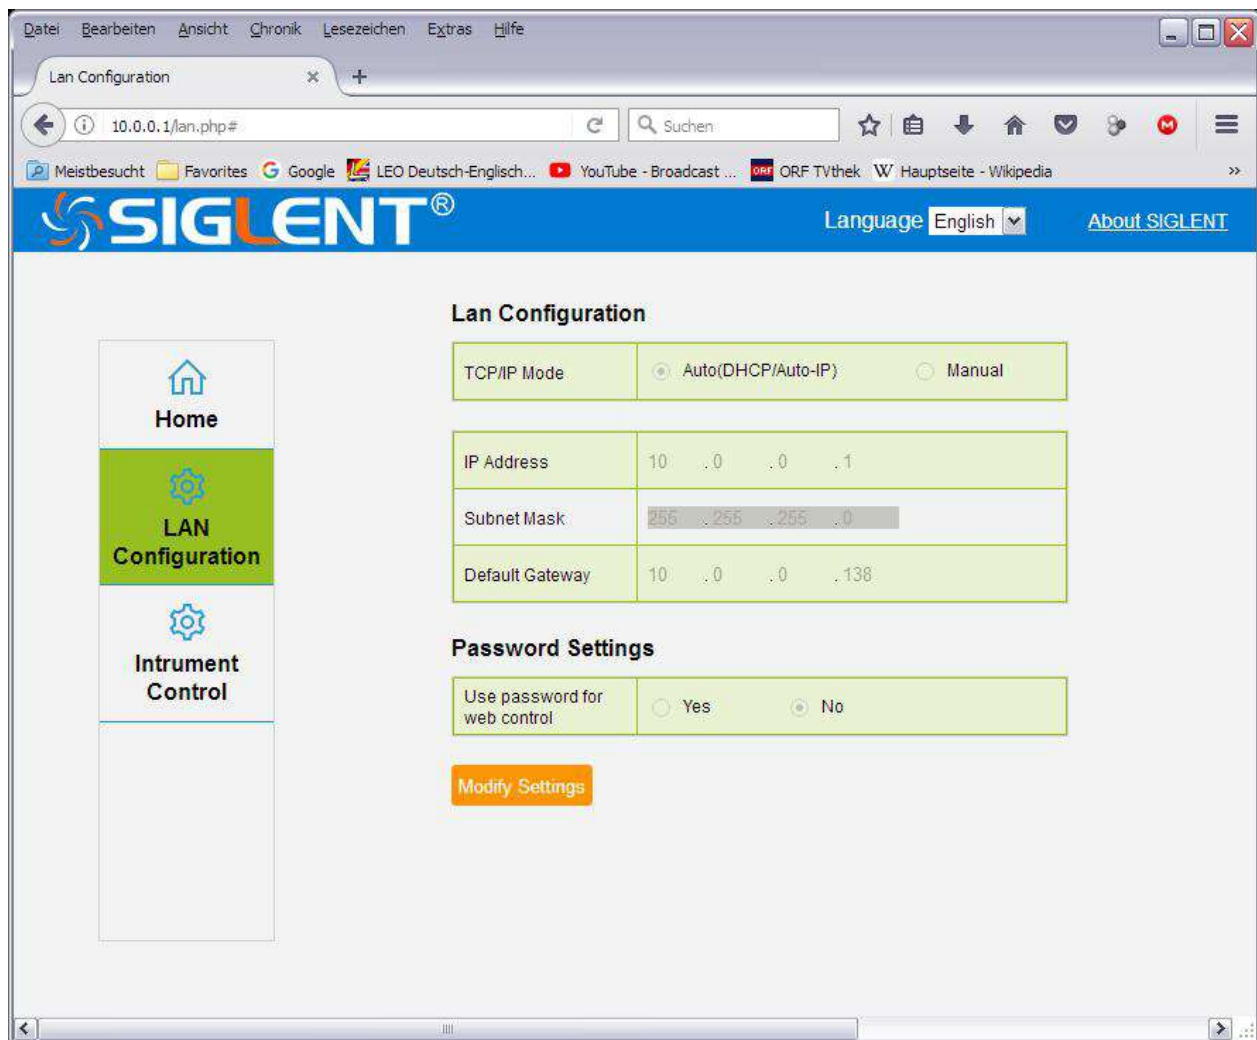 Datei Bearbeiten Ansicht Chronik Lesezeichen Extras Hilfe
Lan Configuration
10.0.0.1/lan.php#
Suchen
Meistbesucht Favorites Google LEO Deutsch-Englisch... YouTube - Broadcast ... ORF ORF TVthek W Hauptseite - Wikipedia »
SIGLENT® Language English About SIGLENT
Home
LAN
Configuration
Intrument
Control
Lan Configuration
TCP/IP Mode Auto(DHCP/Auto-IP) Manual
IP Address 10 . 0 . 0 . 1
Subnet Mask 255 . 255 . 255 . 0
Default Gateway 10 . 0 . 0 . 138
Password Settings
Use password for
web control
Yes No
Modify Settings